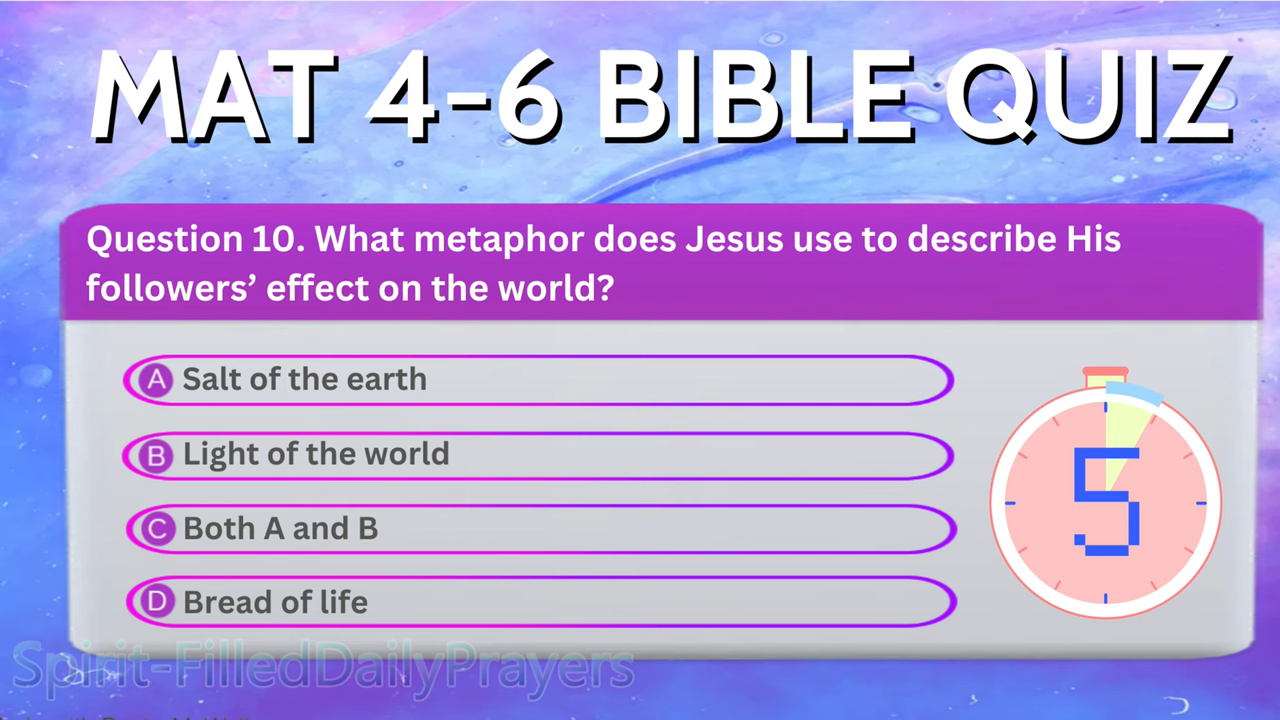 MAT 4-6 BIBLE QUIZ
Question 10. What metaphor does Jesus use to describe His
followers’ effect on the world?
A Salt of the earth
B Light of the world
C Both A and B
D Bread of life
5
Spirit-FilledDailyPrayers